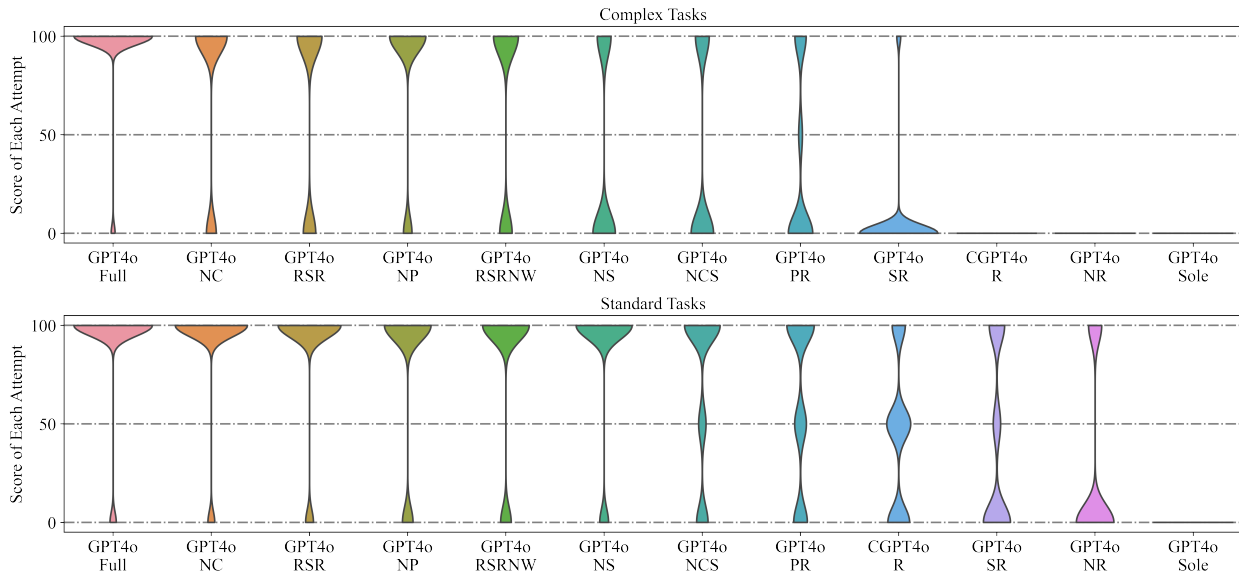 Complex Tasks
Score of Each Attempt
100
50
0
GPT4o Full
GPT4o NC
GPT4o RSR
GPT4o NP
GPT4o RSRNW
GPT4o NS
GPT4o NCS
GPT4o PR
GPT4o SR
CGPT4o R
GPT4o NR
GPT4o Sole
Standard Tasks
Score of Each Attempt
100
50
0
GPT4o Full
GPT4o NC
GPT4o RSR
GPT4o NP
GPT4o RSRNW
GPT4o NS
GPT4o NCS
GPT4o PR
CGPT4o R
GPT4o SR
GPT4o NR
GPT4o Sole